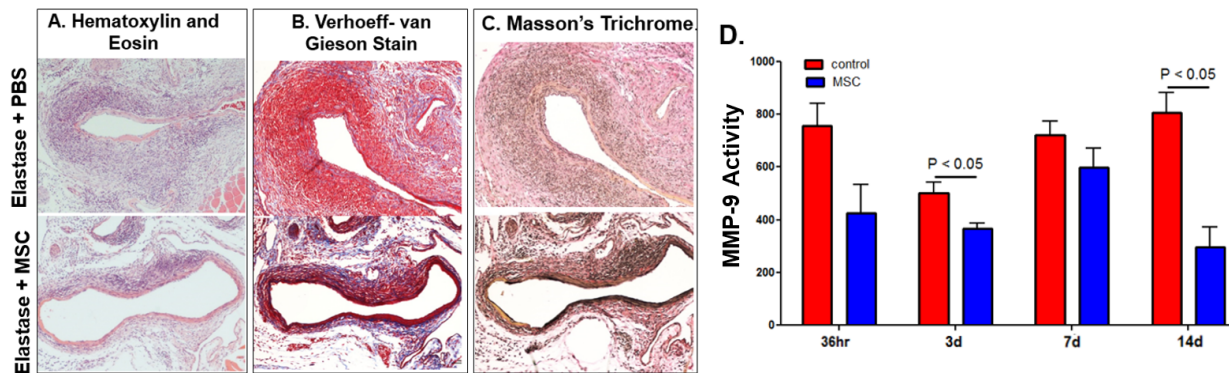 A. Hematoxylin and
Eosin
B. Verhoeff- van
Gieson Stain
C. Masson's Trichrome.
Elastase + PBS
Elastase + MSC
D.
MMP-9 Activity
1000
800
600
400
200
0
control
MSC
P < 0.05
P < 0.05
36hr
3d
7d
14d